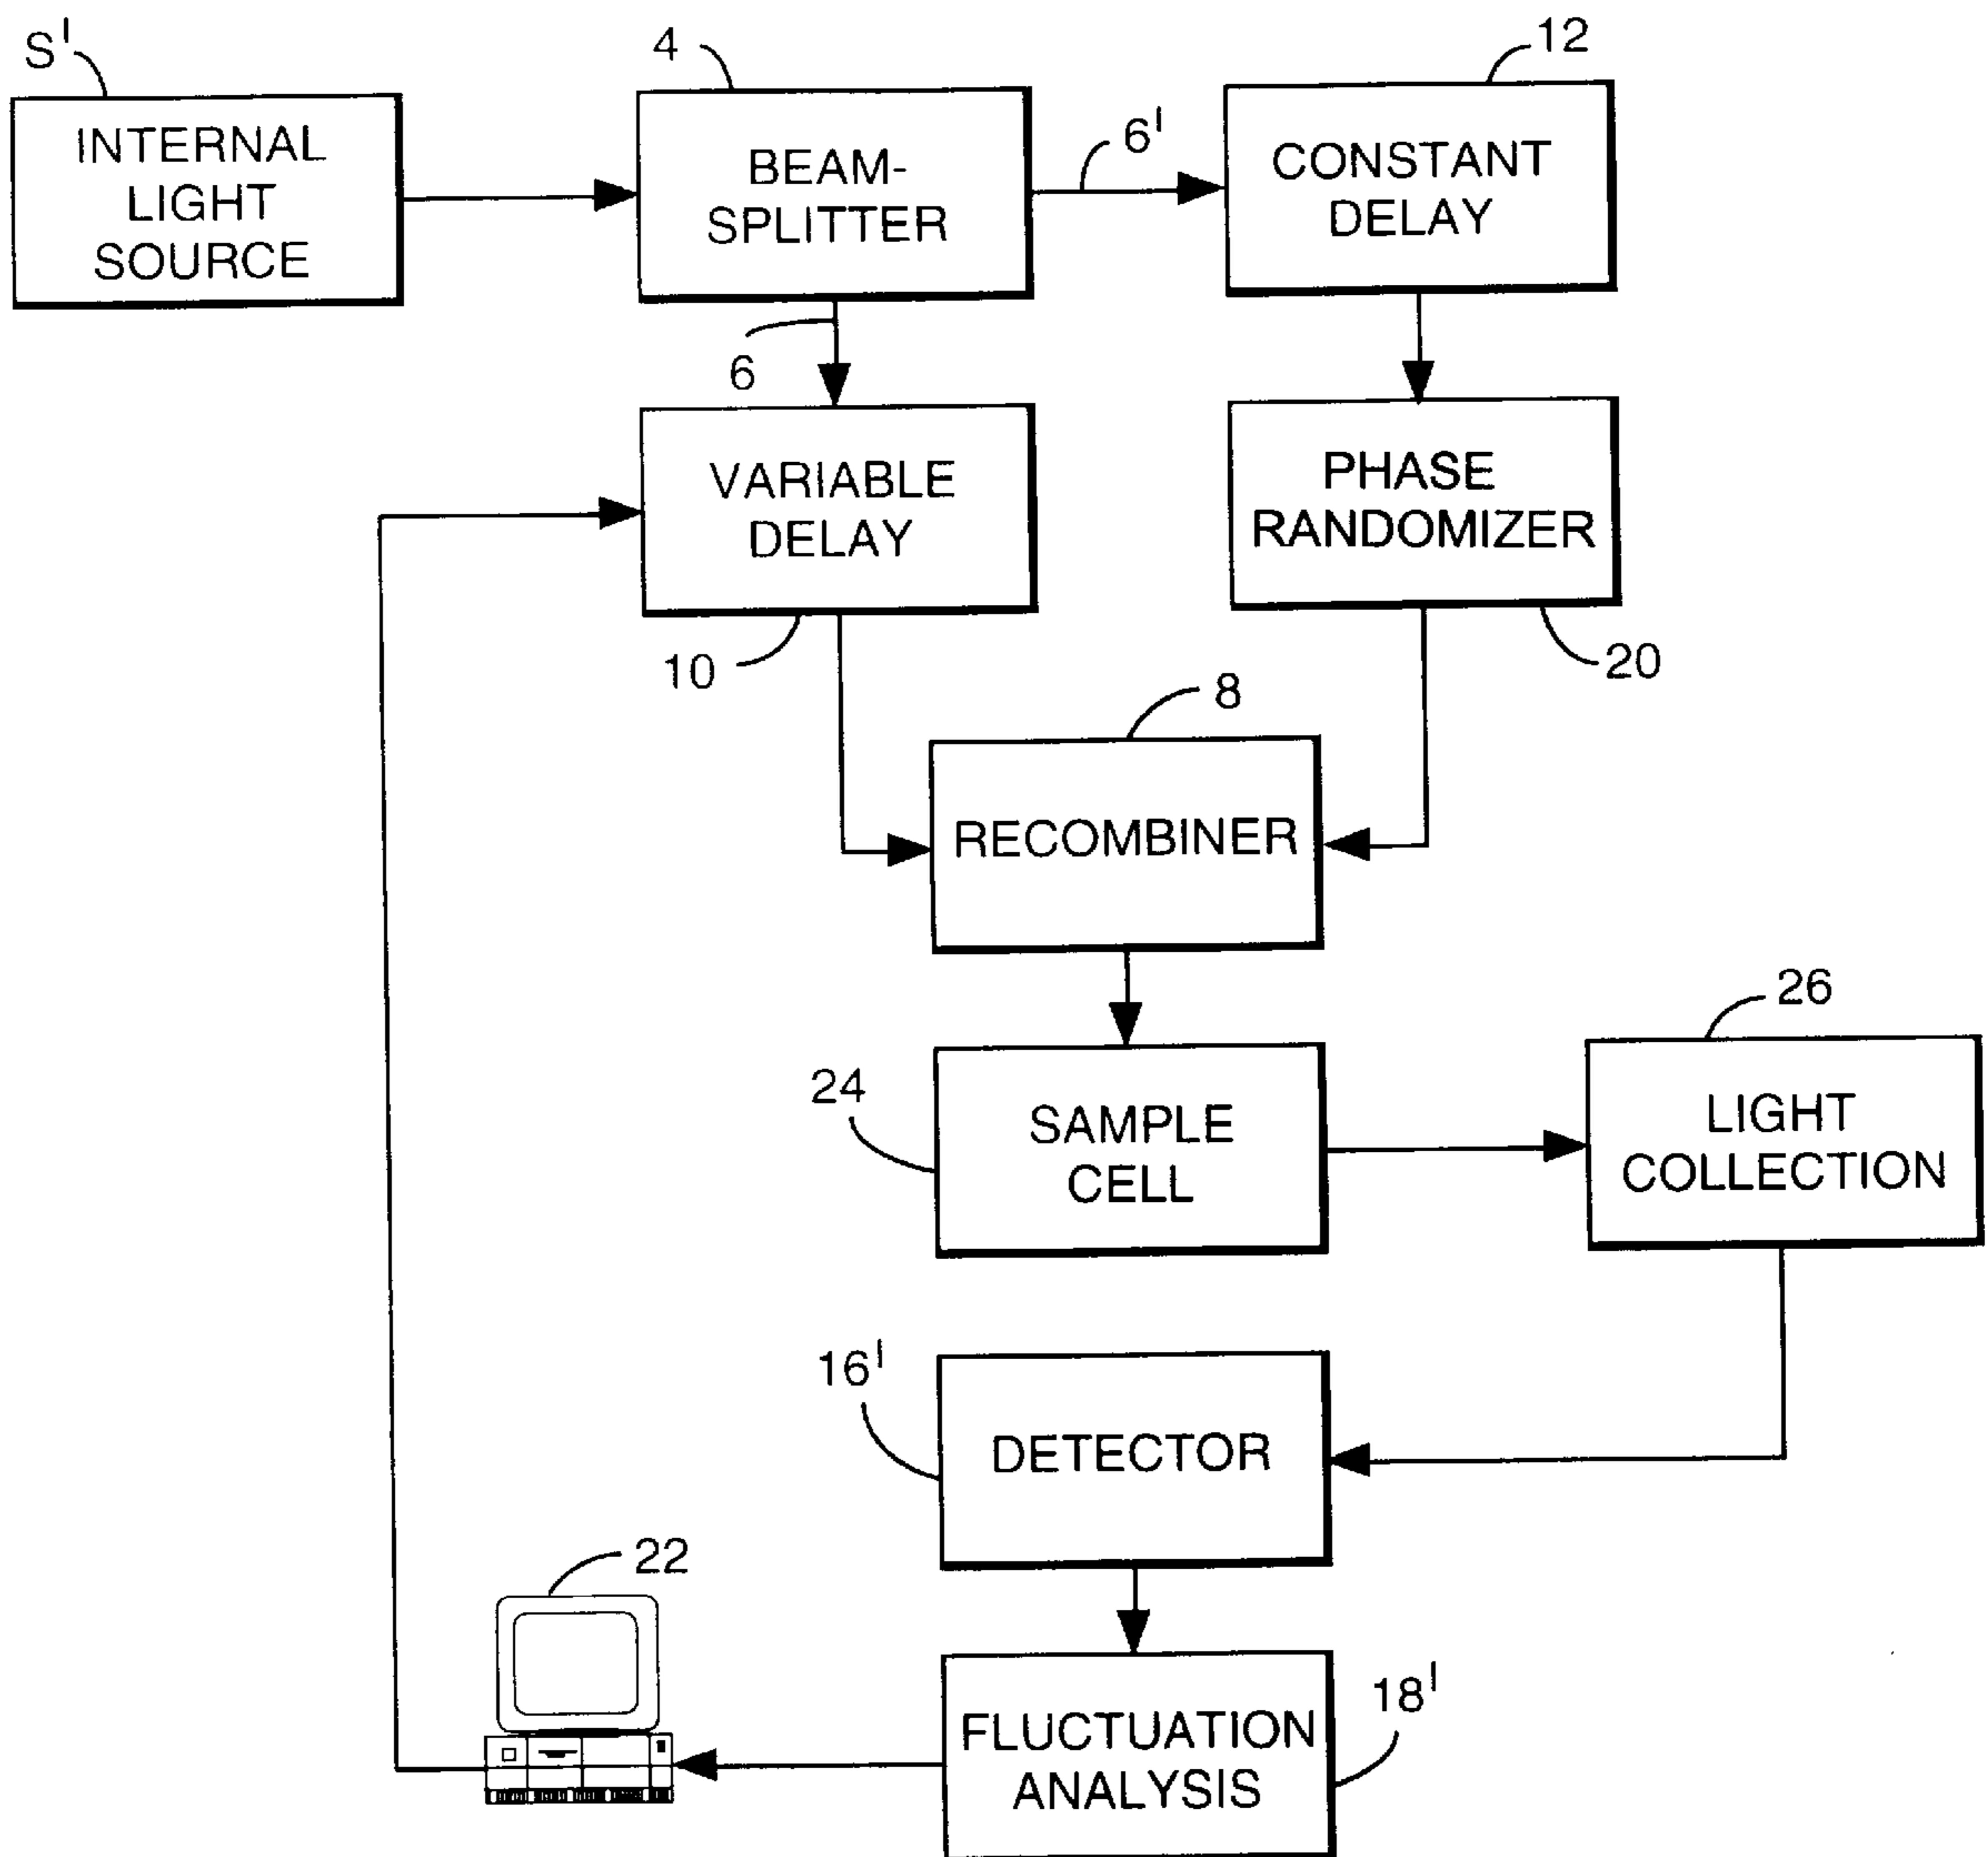 S'
4
12
INTERNAL
LIGHT
SOURCE
BEAM-
SPLITTER
6'
CONSTANT
DELAY
6
VARIABLE
DELAY
PHASE
RANDOMIZER
10
20
8
RECOMBINER
26
24
SAMPLE
CELL
LIGHT
COLLECTION
16'
DETECTOR
22
18'
FLUCTUATION
ANALYSIS